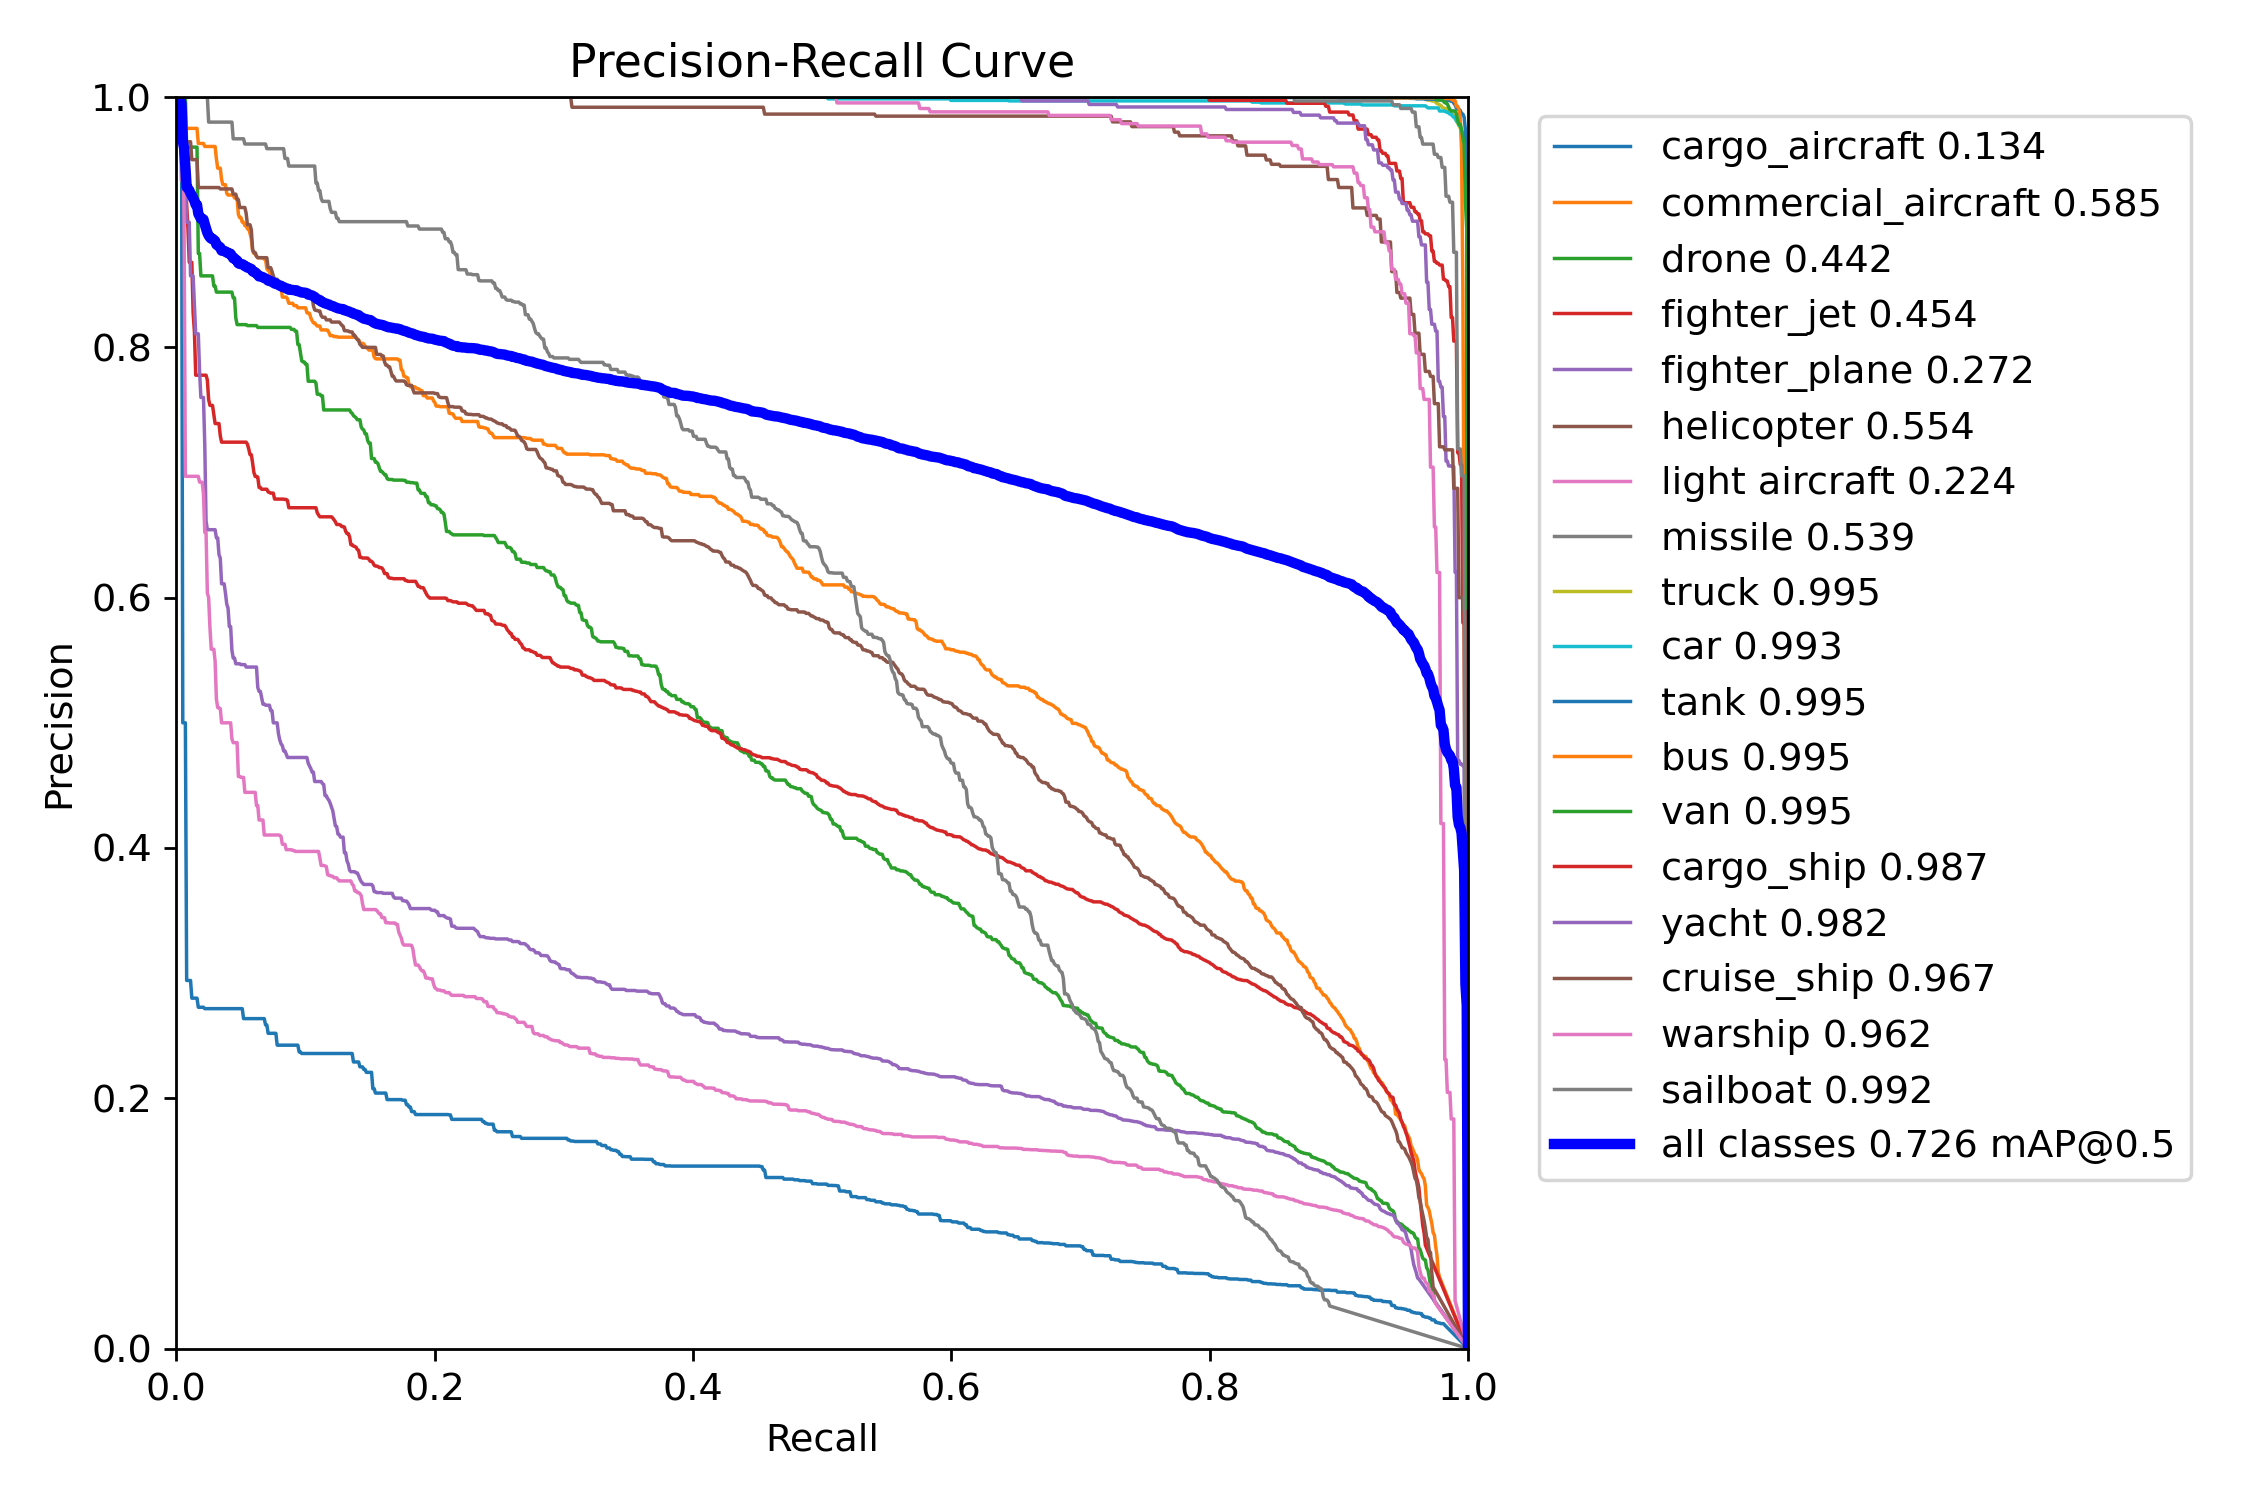 Precision-Recall Curve
1.0
0.8
0.6
0.4
0.2
0.0
Precision
0.0 0.2 0.4 0.6 0.8 1.0
Recall
cargo_aircraft 0.134
commercial_aircraft 0.585
drone 0.442
fighter_jet 0.454
fighter_plane 0.272
helicopter 0.554
light aircraft 0.224
missile 0.539
truck 0.995
car 0.993
tank 0.995
bus 0.995
van 0.995
cargo_ship 0.987
yacht 0.982
cruise_ship 0.967
warship 0.962
sailboat 0.992
all classes 0.726 mAP@0.5